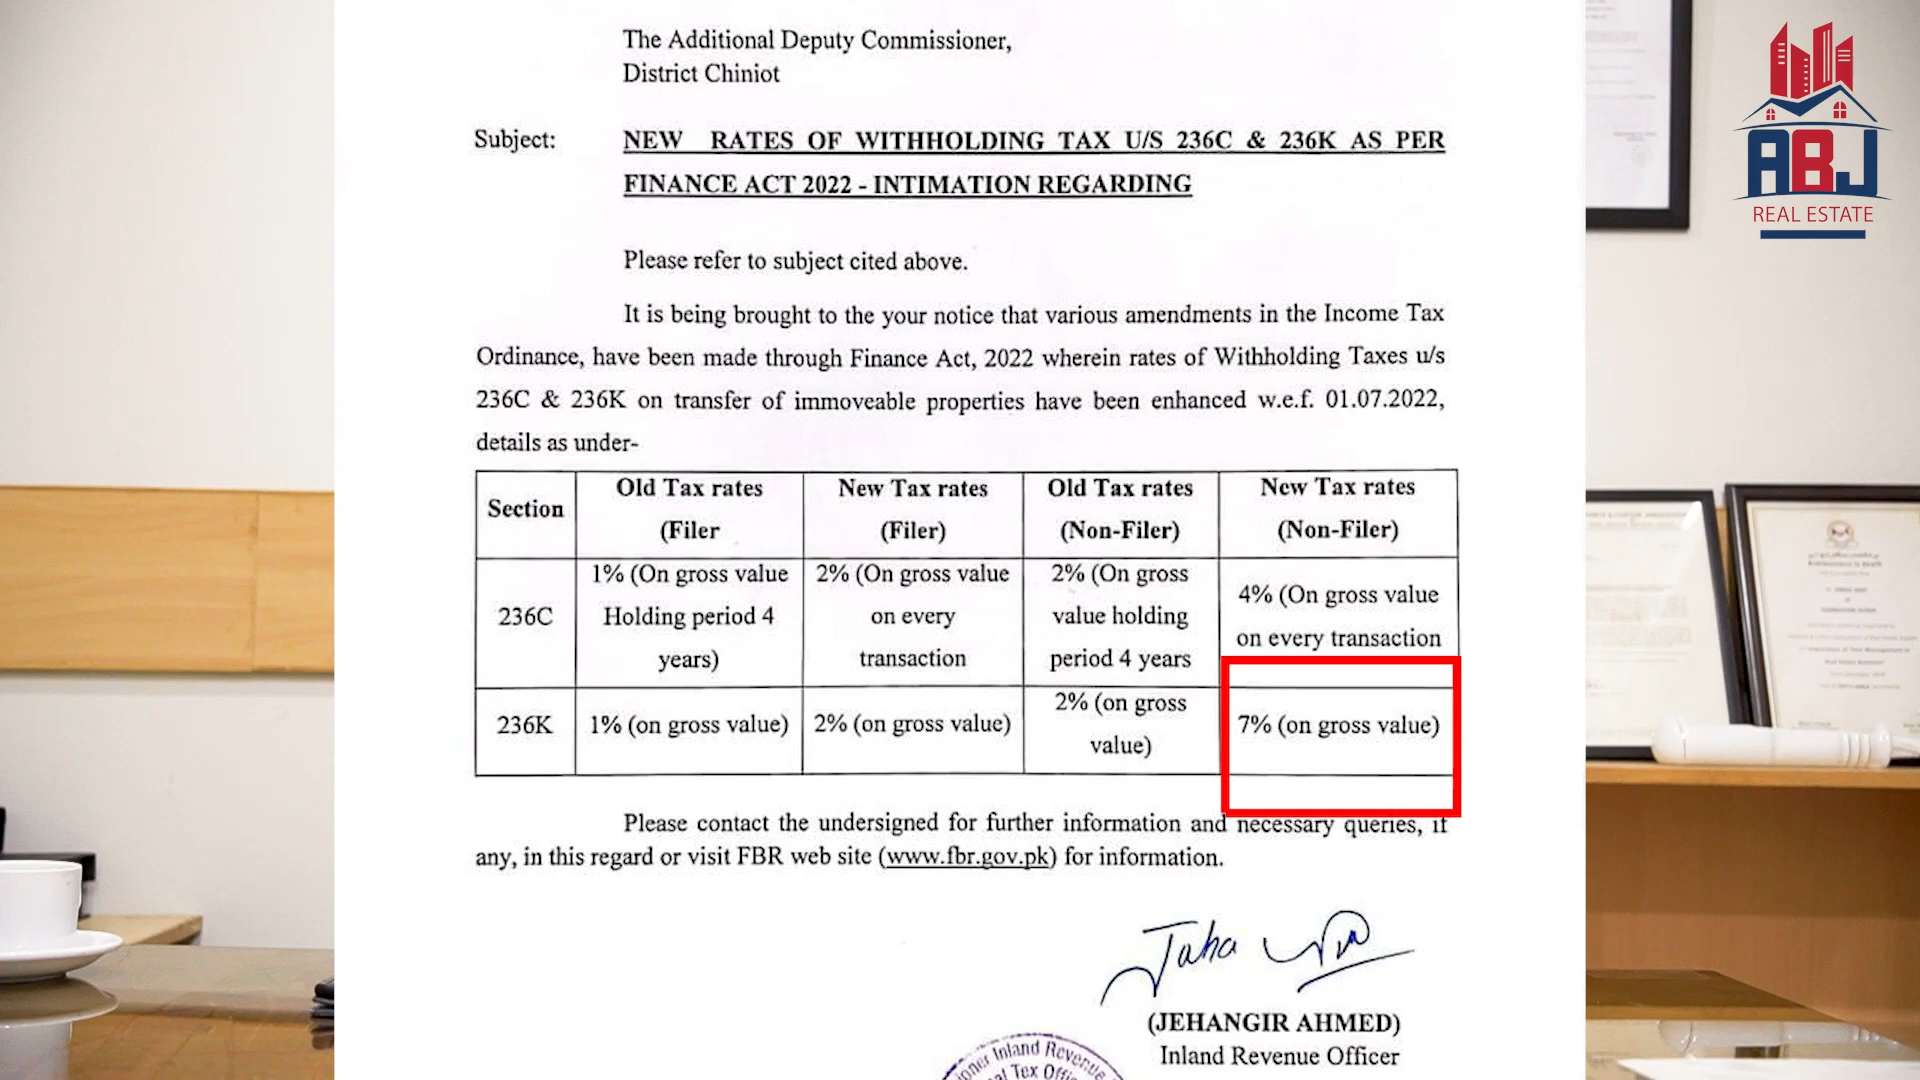 The Additional Deputy Commissioner,
District Chiniot
Subject: NEW RATES OF WITHHOLDING TAX U/S 236C & 236K AS PER
FINANCE ACT 2022 - INTIMATION REGARDING
Please refer to subject cited above.
It is being brought to the your notice that various amendments in the Income Tax
Ordinance, have been made through Finance Act, 2022 wherein rates of Withholding Taxes u/s
236C & 236K on transfer of immoveable properties have been enhanced w.e.f. 01.07.2022,
details as under-
Section
Old Tax rates
(Filer
New Tax rates
(Filer)
Old Tax rates
(Non-Filer)
New Tax rates
(Non-Filer)
236C
1% (On gross value
Holding period 4
years)
2% (On gross value
on every
transaction
2% (On gross
value holding
period 4 years
4% (On gross value
on every transaction
236K
1% (on gross value)
2% (on gross value)
2% (on gross
value)
7% (on gross value)
Please contact the undersigned for further information and necessary queries, if
any, in this regard or visit FBR web site (www.fbr.gov.pk) for information.
(JEHANGIR AHMED)
Inland Revenue Officer
Inland Revenue
Tax
ABJ
REAL ESTATE